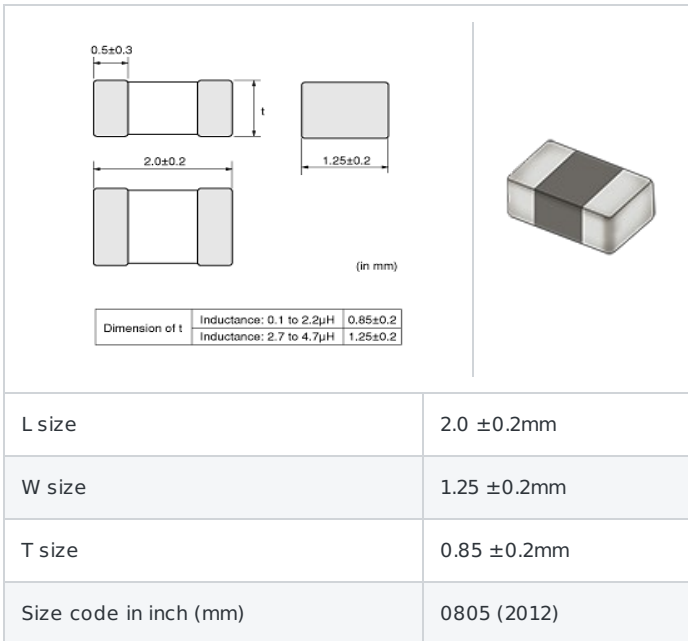 0.5±0.3
t
2.0±0.2
1.25±0.2
(in mm)
Dimension of t
Inductance: 0.1 to 2.2µH 0.85±0.2
Inductance: 2.7 to 4.7µH 1.25±0.2
L size 2.0 ±0.2mm
W size 1.25 ±0.2mm
T size 0.85 ±0.2mm
Size code in inch (mm) 0805 (2012)